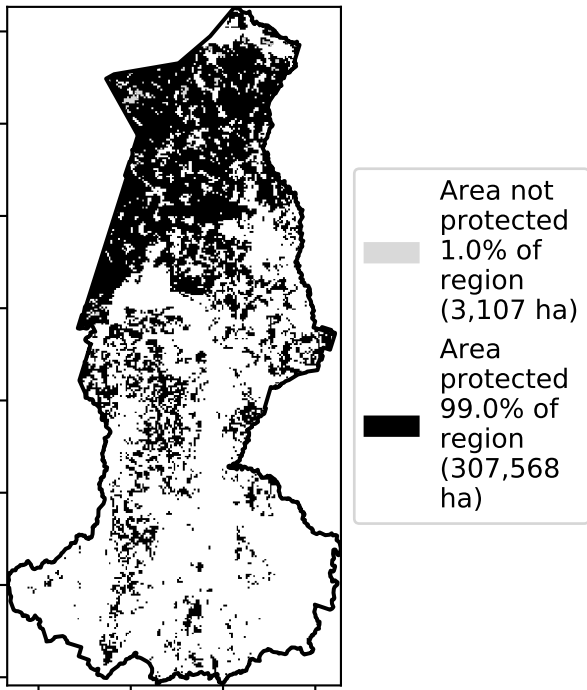 Area not
protected
1.0% of
region
(3,107 ha)
Area
protected
99.0% of
region
(307,568
ha)